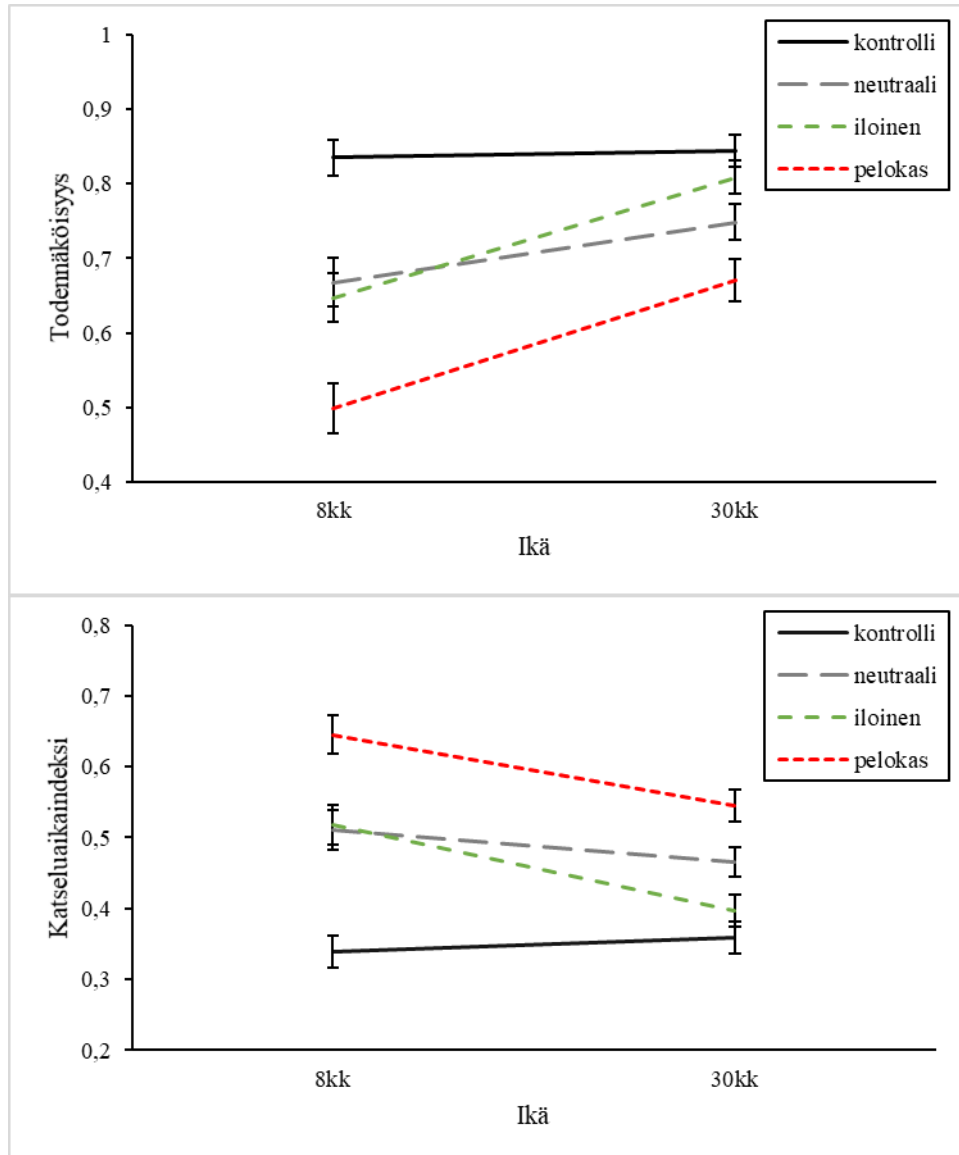 1
0,9
0,8
0,7
0,6
0,5
0,4
Todennäköisyys
8kk
30kk
Ikä
kontrolli
neutraali
iloinen
pelokas
0,8
0,7
0,6
0,5
0,4
0,3
0,2
Katseluaikaindeksi
8kk
30kk
Ikä
kontrolli
neutraali
iloinen
pelokas